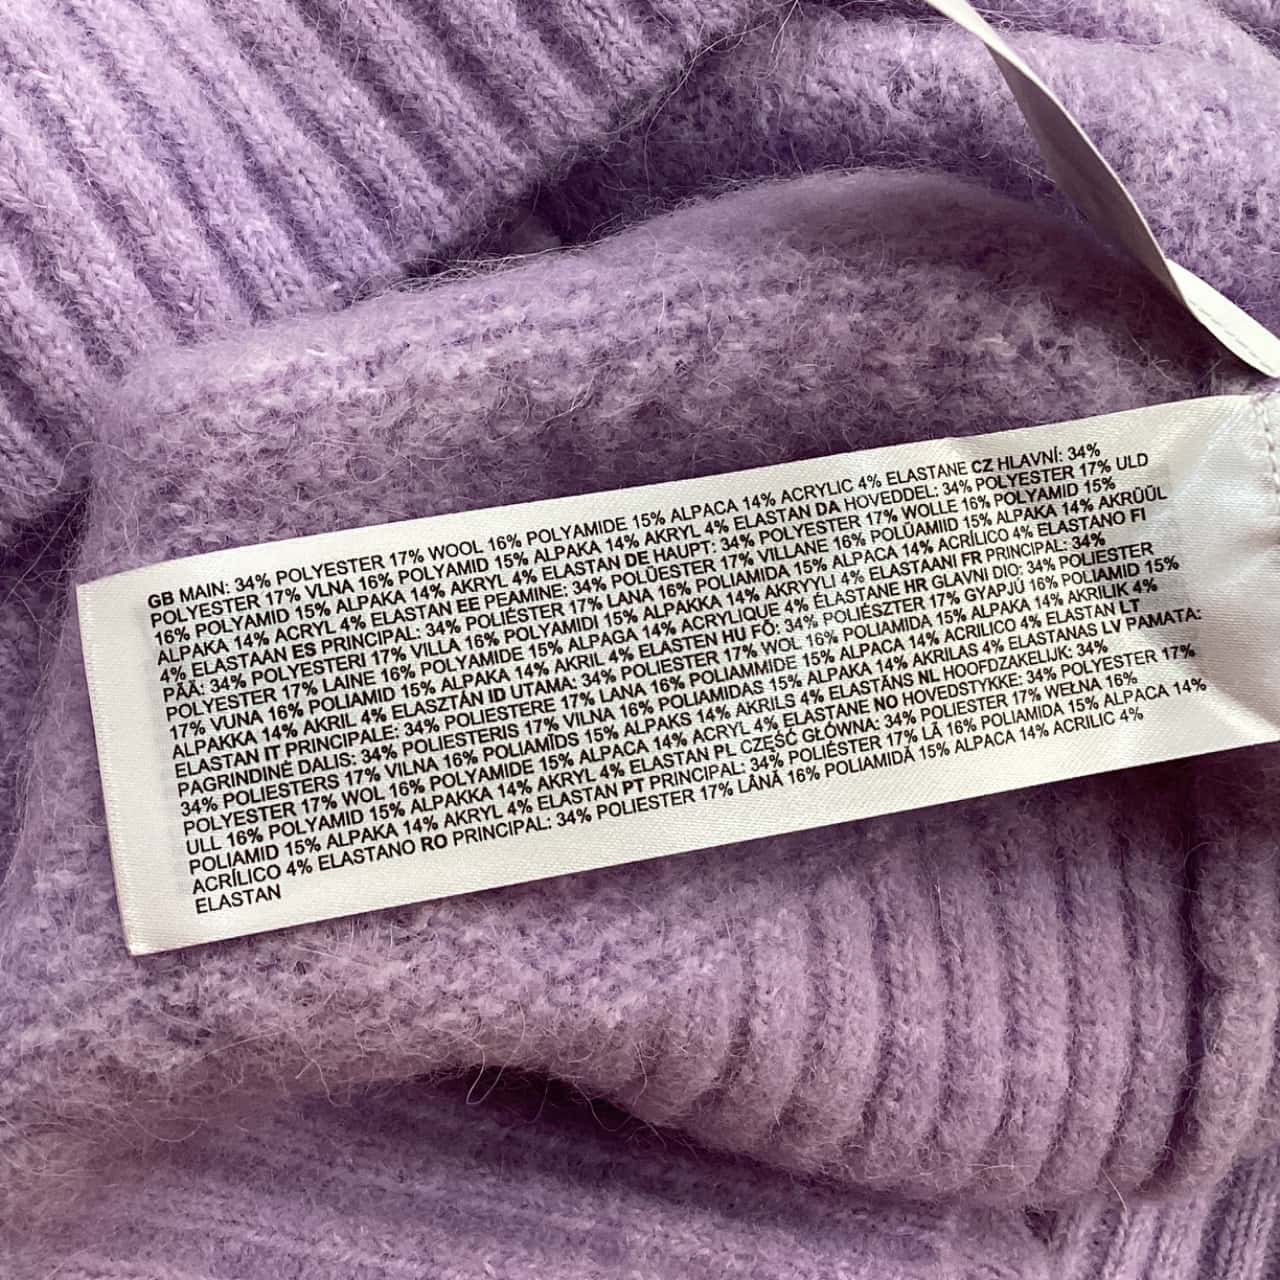 GB MAIN: 34% POLYESTER 17% WOOL 16% POLYAMIDE 15% ALPACA 14% ACRYLIC 4% ELASTANE CZ HLAVNÍ: 34%
POLYESTER 17% VLNA 16% POLYAMID 15% ALPAKA 14% AKRYL 4% ELASTAN DA HOVEDDEL: 34% POLYESTER 17% ULD
16% POLYAMID 15% ALPAKA 14% AKRYL 4% ELASTAN DE HAUPT: 34% POLYESTER 17% WOLLE 16% POLYAMID 15%
ALPAKA 14% ACRYL 4% ELASTAN EE PEAMINE: 34% POLÜESTER 17% VILLANE 16% POLÜAMIID 15% ALPAKA 14% AKRÜÜL
4% ELASTAAN ES PRINCIPAL: 34% POLIÉSTER 17% LANA 16% POLIAMIDA 15% ALPACA 14% ACRÍLICO 4% ELASTANO FI
PÄÄ: 34% POLYESTERI 17% VILLA 16% POLYAMIDI 15% ALPAKKA 14% AKRYYLI 4% ELASTAANI FR PRINCIPAL: 34%
POLYESTER 17% LAINE 16% POLYAMIDE 15% ALPAGA 14% ACRYLIQUE 4% ÉLASTANE HR GLAVNI DIO: 34% POLIESTER
17% VUNA 16% POLIAMID 15% ALPAKA 14% AKRIL 4% ELASTEN HU FŐ: 34% POLIÉSZTER 17% GYAPJÚ 16% POLIAMID 15%
ALPAKKA 14% AKRIL 4% ELASZTÁN ID UTAMA: 34% POLIESTER 17% WOL 16% POLIAMIDA 15% ALPAKA 14% AKRILIK 4%
ELASTAN IT PRINCIPALE: 34% POLIESTERE 17% LANA 16% POLIAMMIDE 15% ALPACA 14% ACRILICO 4% ELASTAN LT
PAGRINDINĖ DALIS: 34% POLIESTERIS 17% VILNA 16% POLIAMIDAS 15% ALPAKA 14% AKRILAS 4% ELASTANAS LV PAMATA:
34% POLIESTERS 17% VILNA 16% POLIAMĪDS 15% ALPAKS 14% AKRILS 4% ELASTĀNS NL HOOFDZAKELIJK: 34%
POLYESTER 17% WOL 16% POLYAMIDE 15% ALPACA 14% ACRYL 4% ELASTANE NO HOVEDSTYKKE: 34% POLYESTER 17%
ULL 16% POLYAMID 15% ALPAKKA 14% AKRYL 4% ELASTAN PL CZĘŚĆ GŁÓWNA: 34% POLIESTER 17% WEŁNA 16%
POLIAMID 15% ALPAKA 14% AKRYL 4% ELASTAN PT PRINCIPAL: 34% POLIÉSTER 17% LÃ 16% POLIAMIDA 15% ALPACA 14%
ACRÍLICO 4% ELASTANO RO PRINCIPAL: 34% POLIESTER 17% LÂNĂ 16% POLIAMIDĂ 15% ALPACA 14% ACRILIC 4%
ELASTAN